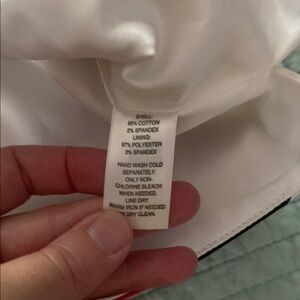 SHELL:
98% COTTON
2% SPANDEX
LINING:
97% POLYESTER
3% SPANDEX
HAND WASH COLD
SEPARATELY.
ONLY NON-
CHLORINE BLEACH
WHEN NEEDED.
LINE DRY.
WARM IRON IF NEEDED
OR DRY CLEAN.